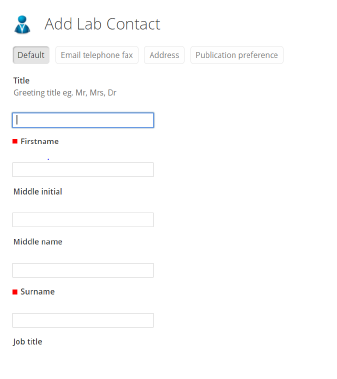 Add Lab Contact
Default Email telephone fax Address Publication preference
Title
Greeting title eg. Mr, Mrs, Dr
Firstname
Middle initial
Middle name
Surname
Job title